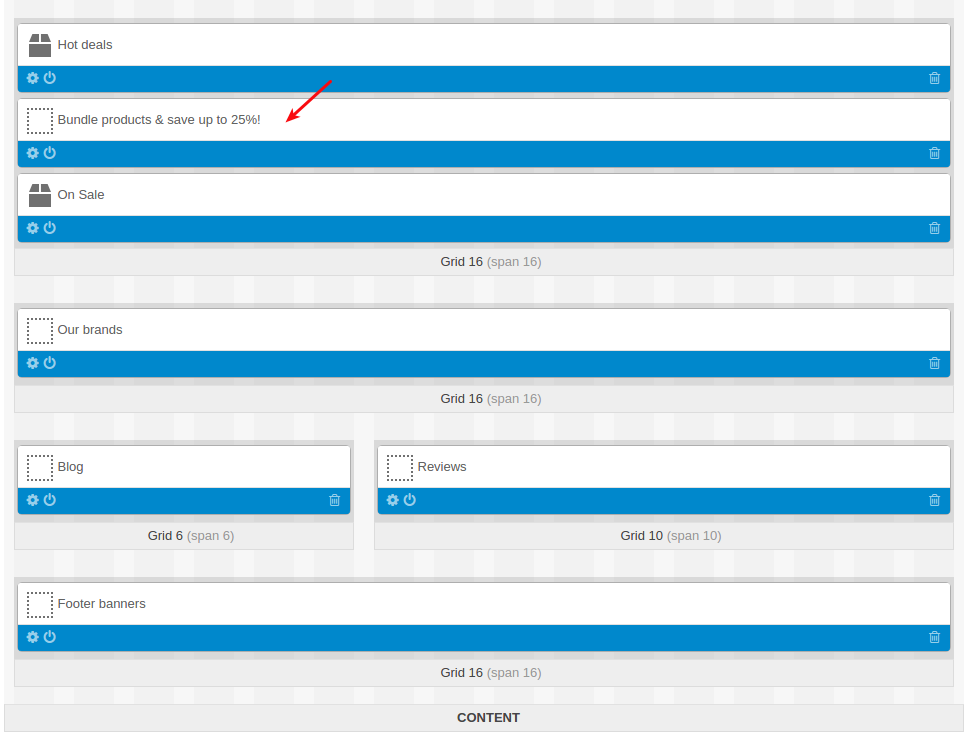 Hot deals
Bundle products & save up to 25%!
On Sale
Grid 16 (span 16)
Our brands
Grid 16 (span 16)
Blog
Reviews
Grid 6 (span 6)
Grid 10 (span 10)
Footer banners
Grid 16 (span 16)
CONTENT